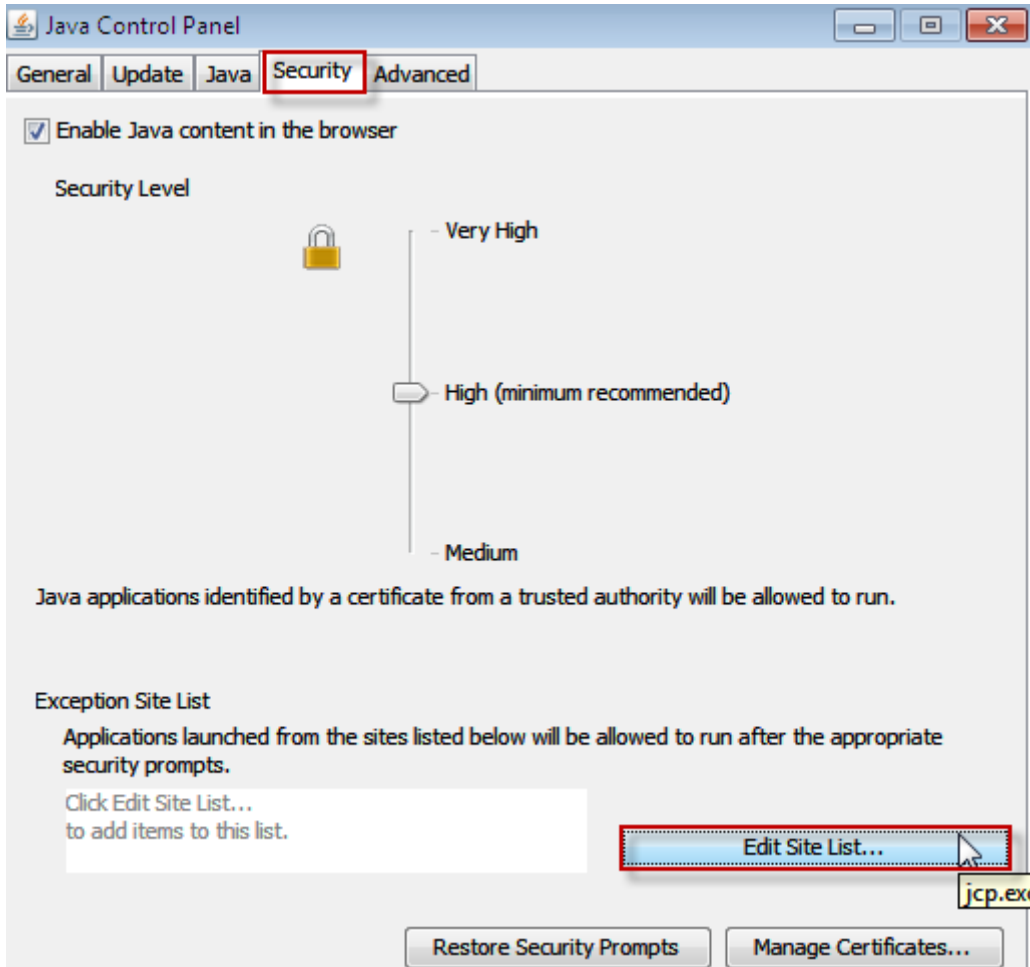 Java Control Panel
General Update Java Security Advanced
Enable Java content in the browser
Security Level
- Very High
- High (minimum recommended)
- Medium
Java applications identified by a certificate from a trusted authority will be allowed to run.
Exception Site List
Applications launched from the sites listed below will be allowed to run after the appropriate
security prompts.
Click Edit Site List...
to add items to this list.
Edit Site List...
jcp.exe
Restore Security Prompts Manage Certificates...